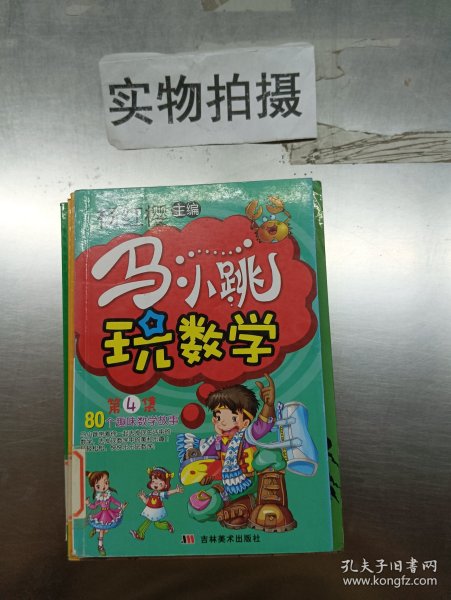 实物拍摄
主编
马小跳
玩数学
第4集
80个趣味数学故事
吉林美术出版社
孔夫子旧书网
www.kongfz.com